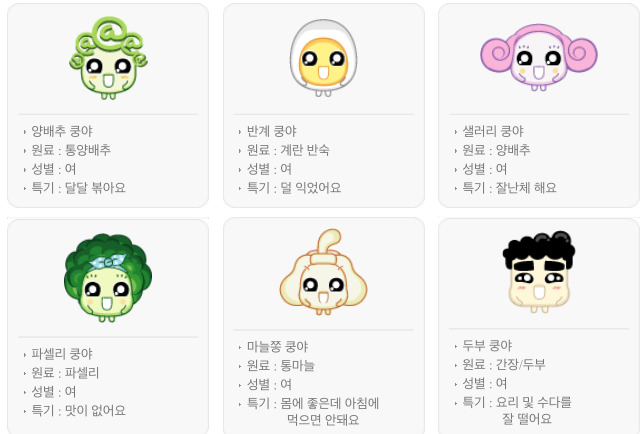 양배추 쿵야
원료 : 통양배추
성별 : 여
특기 : 달달 볶아요
반계 쿵야
원료 : 계란 반숙
성별 : 여
특기 : 덜 익었어요
샐러리 쿵야
원료 : 양배추
성별 : 여
특기 : 잘난체 해요
파셀리 쿵야
원료 : 파셀리
성별 : 여
특기 : 맛이 없어요
마늘쫑 쿵야
원료 : 통마늘
성별 : 여
특기 : 몸에 좋은데 아침에
먹으면 안돼요
두부 쿵야
원료 : 간장/두부
성별 : 여
특기 : 요리 및 수다를
잘 떨어요